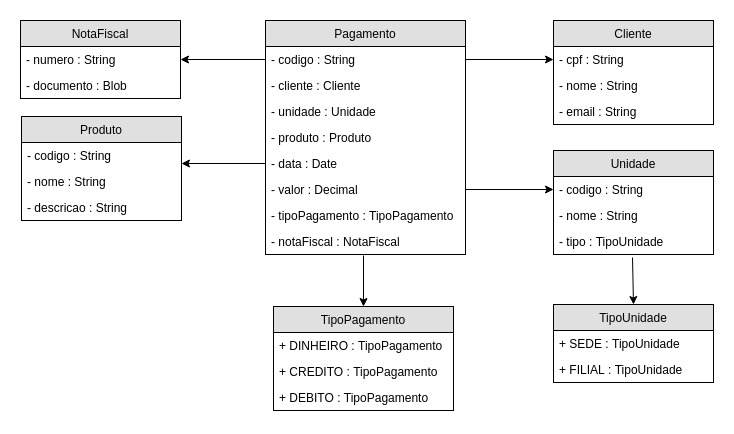 NotaFiscal
- numero : String
- documento : Blob
Produto
- codigo : String
- nome : String
- descricao : String
Pagamento
- codigo : String
- cliente : Cliente
- unidade : Unidade
- produto : Produto
- data : Date
- valor : Decimal
- tipoPagamento : TipoPagamento
- notaFiscal : NotaFiscal
Cliente
- cpf : String
- nome : String
- email : String
Unidade
- codigo : String
- nome : String
- tipo : TipoUnidade
TipoPagamento
+ DINHEIRO : TipoPagamento
+ CREDITO : TipoPagamento
+ DEBITO : TipoPagamento
TipoUnidade
+ SEDE : TipoUnidade
+ FILIAL : TipoUnidade